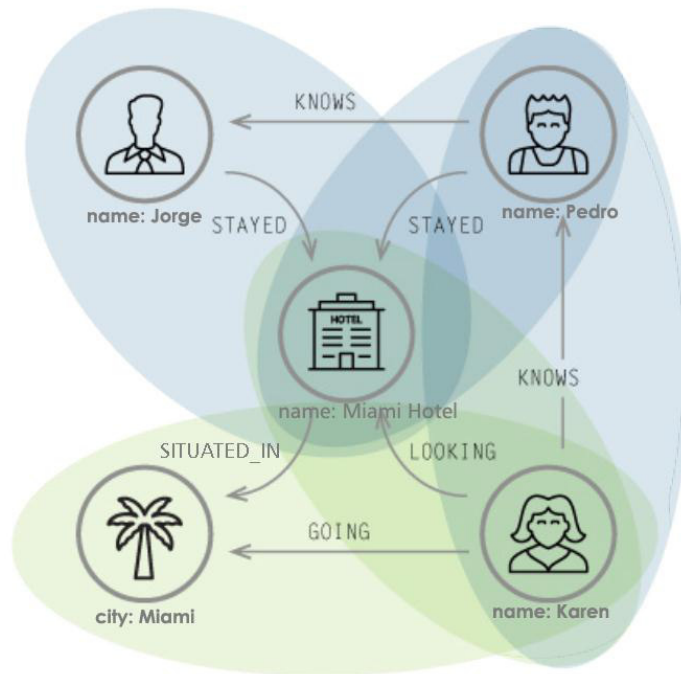 KNOWS
name: Jorge
name: Pedro
STAYED
STAYED
HOTEL
KNOWS
name: Miami Hotel
SITUATED_IN
LOOKING
GOING
city: Miami
name: Karen